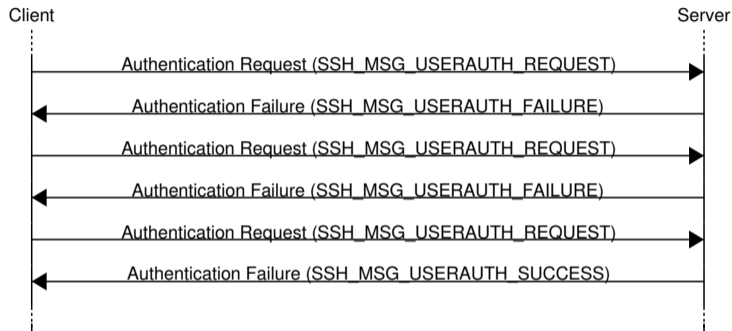 Client Server
Authentication Request (SSH_MSG_USERAUTH_REQUEST)
Authentication Failure (SSH_MSG_USERAUTH_FAILURE)
Authentication Request (SSH_MSG_USERAUTH_REQUEST)
Authentication Failure (SSH_MSG_USERAUTH_FAILURE)
Authentication Request (SSH_MSG_USERAUTH_REQUEST)
Authentication Failure (SSH_MSG_USERAUTH_SUCCESS)